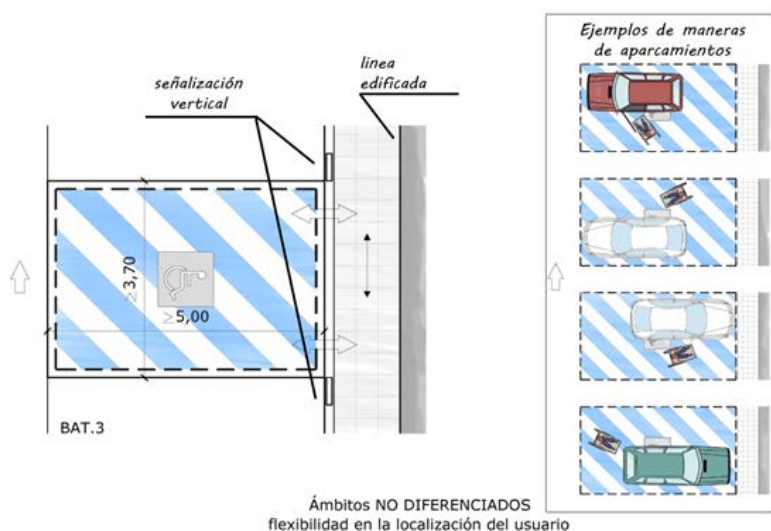 Ejemplos de maneras
de aparcamientos
señalización
vertical
linea
edificada
≥3,70
≥5,00
BAT.3
Ámbitos NO DIFERENCIADOS
flexibilidad en la localización del usuario